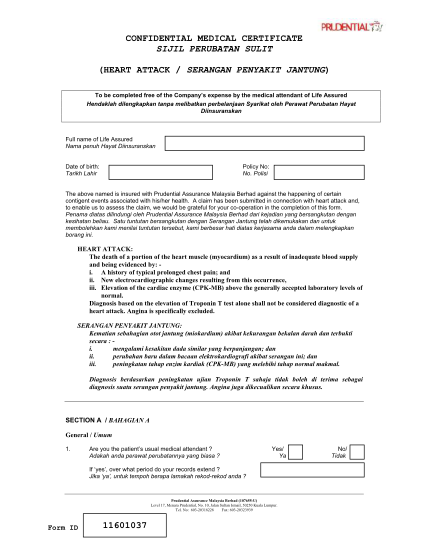 PRUDENTIAL
CONFIDENTIAL MEDICAL CERTIFICATE
SIJIL PERUBATAN SULIT
(HEART ATTACK / SERANGAN PENYAKIT JANTUNG)
To be completed free of the Company's expense by the medical attendant of Life Assured
Hendaklah dilengkapkan tanpa melibatkan perbelanjaan Syarikat oleh Perawat Perubatan Hayat
Diinsuranskan
Full name of Life Assured
Nama penuh Hayat Diinsuranskan
Date of birth:
Tarikh Lahir
Policy No:
No. Polisi
The above named is insured with Prudential Assurance Malaysia Berhad against the happening of certain
contigent events associated with his/her health. A claim has been submitted in connection with heart attack and,
to enable us to assess the claim, we would be grateful for your co-operation in the completion of this form.
Penama diatas dilindungi oleh Prudential Assurance Malaysia Berhad dari kejadian yang bersangkutan dengan
kesihatan beliau. Satu tuntutan bersangkutan dengan Serangan Jantung telah dikemukakan dan untuk
membolehkan kami menilai tuntutan tersebut, kami berbesar hati diatas kerjasama anda dalam melengkapkan
borang ini.
HEART ATTACK:
The death of a portion of the heart muscle (myocardium) as a result of inadequate blood supply
and being evidenced by: -
i. A history of typical prolonged chest pain; and
ii. New electrocardiographic changes resulting from this occurrence,
iii. Elevation of the cardiac enzyme (CPK-MB) above the generally accepted laboratory levels of
normal.
Diagnosis based on the elevation of Troponin T test alone shall not be considered diagnostic of a
heart attack. Angina is specifically excluded.
SERANGAN PENYAKIT JANTUNG:
Kematian sebahagian otot jantung (miokardium) akibat kekurangan bekalan darah dan terbukti
secara : -
i. mengalami kesakitan dada similar yang berpanjangan; dan
ii. perubahan baru dalam bacaan elektrokardiografi akibat serangan ini; dan
iii. peningkatan tahap enzim kardiak (CPK-MB) yang melebihi tahap normal makmal.
Diagnosis berdasarkan peningkatan ujian Troponin T sahaja tidak boleh di terima sebagai
diagnosis suatu serangan penyakit jantung. Angina juga dikecualikan secara khusus.
SECTION A / BAHAGIAN A
General / Umum
1. Are you the patient's usual medical attendant ?
Adakah anda perawat perubatannya yang biasa ?
Yes/
Ya
No/
Tidak
If 'yes', over what period do your records extend ?
Jika 'ya', untuk tempoh berapa lamakah rekod-rekod anda ?
Prudential Assurance Malaysia Berhad (107655-U)
Level 17, Menara Prudential, No. 10, Jalan Sultan Ismail, 50250 Kuala Lumpur
Form ID
11601037